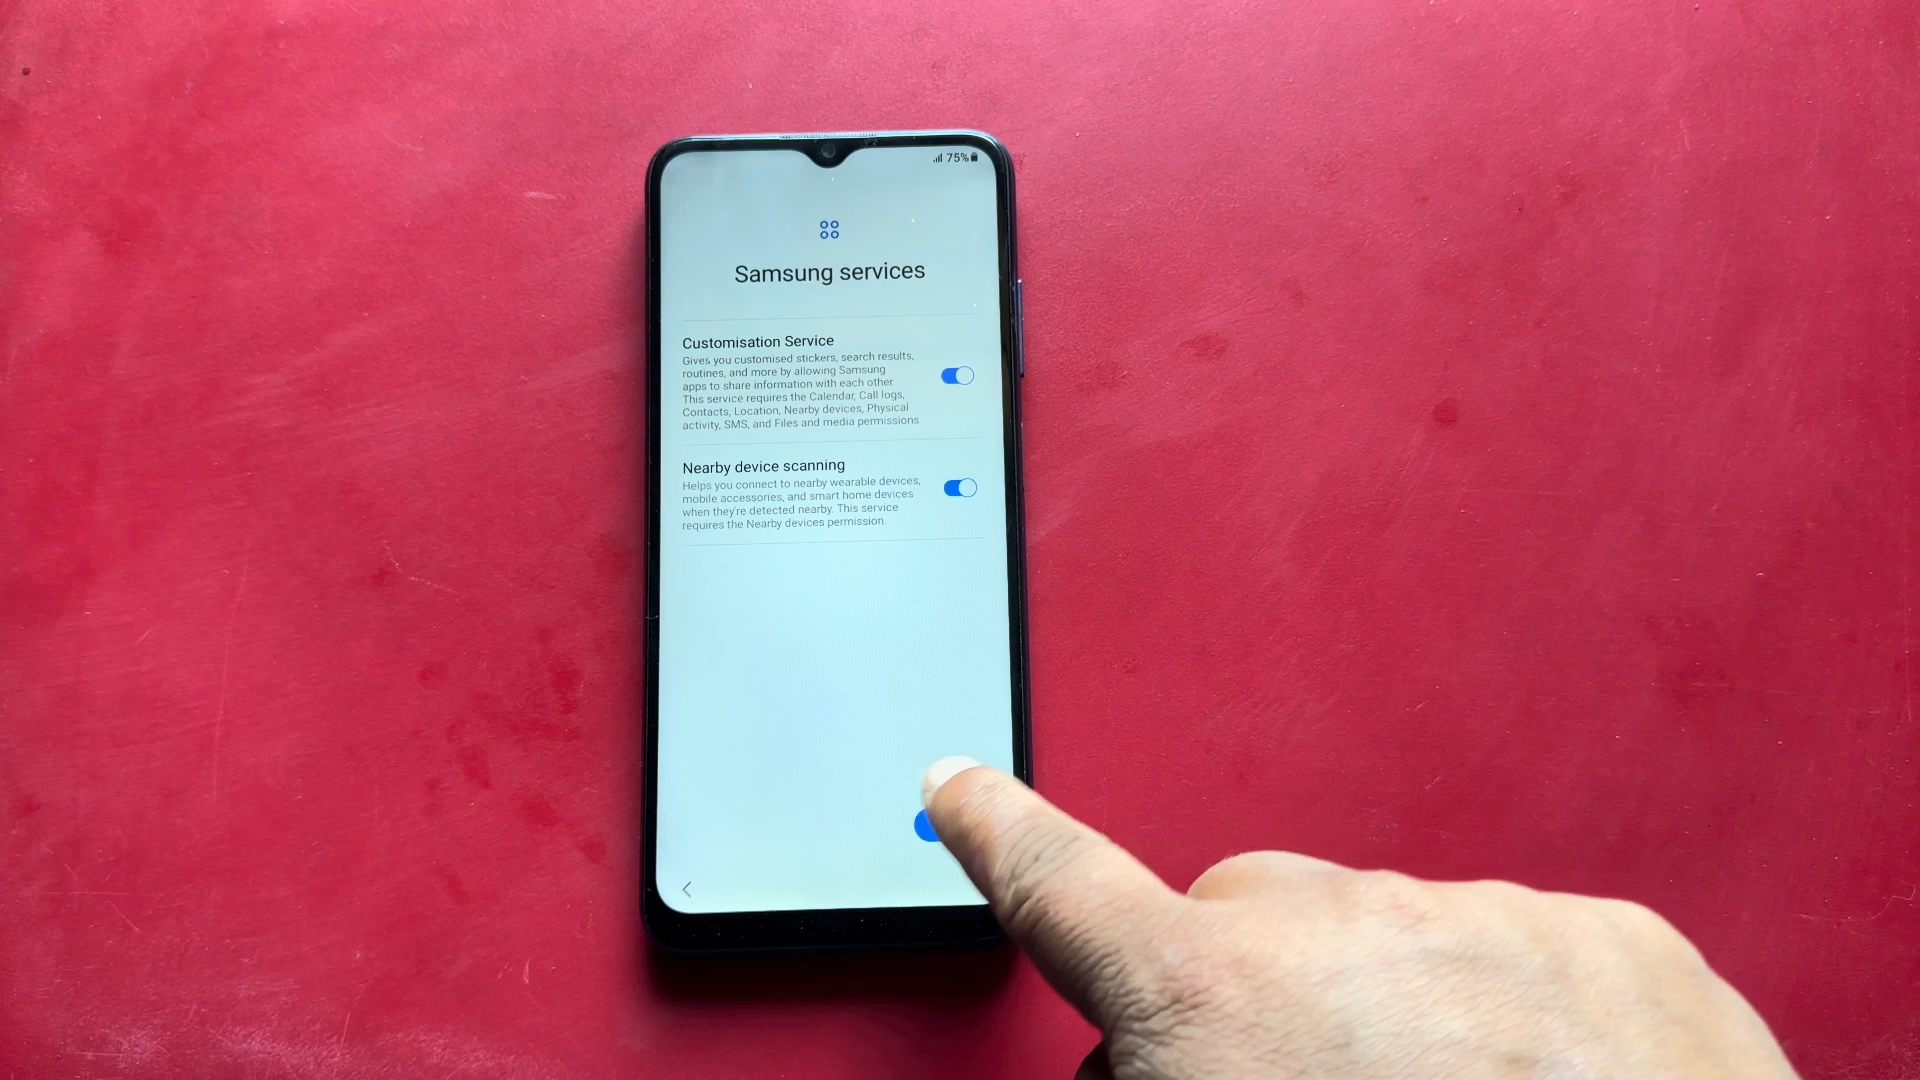 75%
Samsung services
Customisation Service
Gives you customised stickers, search results,
routines, and more by allowing Samsung
apps to share information with each other.
This service requires the Calendar, Call logs,
Contacts, Location, Nearby devices, Physical
activity, SMS, and Files and media permissions
Nearby device scanning
Helps you connect to nearby wearable devices,
mobile accessories, and smart home devices
when they're detected nearby. This service
requires the Nearby devices permission.